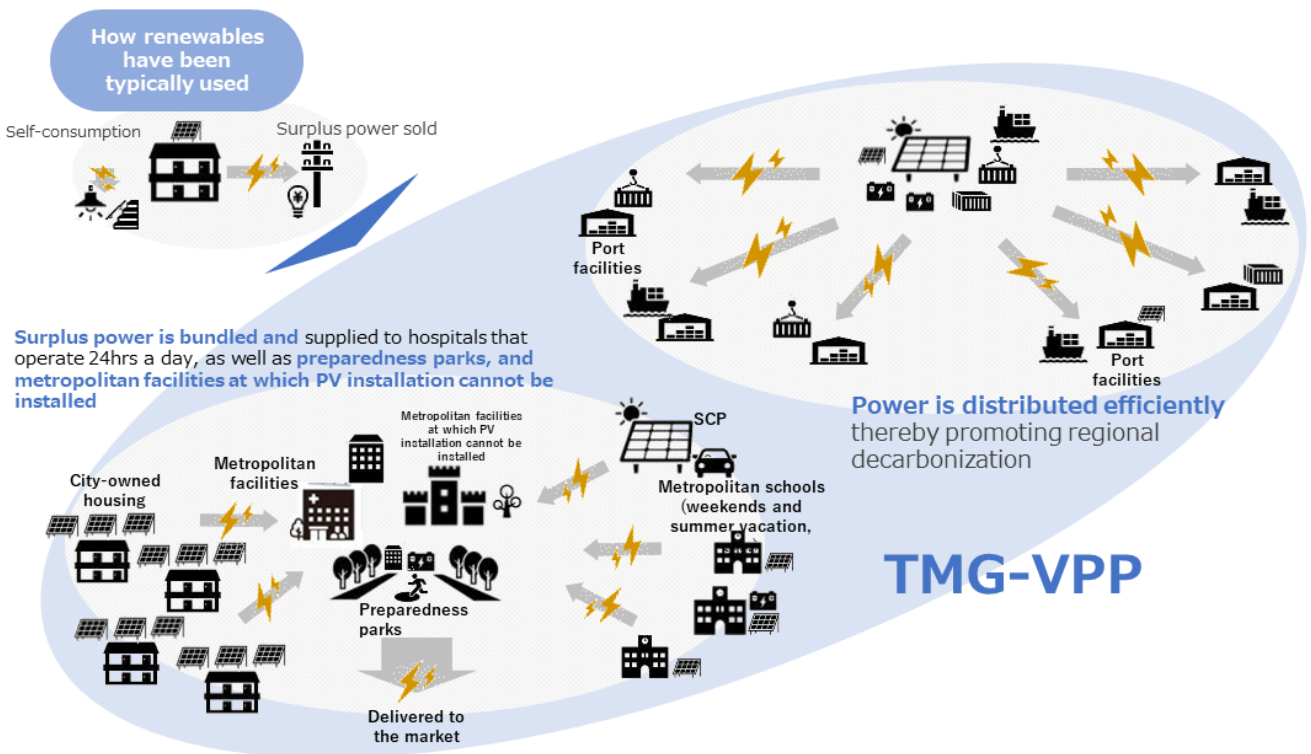 How renewables
have been
typically used
Self-consumption
Surplus power sold
¥
Port
facilities
Port
facilities
Surplus power is bundled and supplied to hospitals that
operate 24hrs a day, as well as preparedness parks, and
metropolitan facilities at which PV installation cannot be
installed
Power is distributed efficiently
thereby promoting regional
decarbonization
Metropolitan facilities
at which PV
installation cannot be
installed
SCP
City-owned
housing
Metropolitan
facilities
Metropolitan schools
(weekends and
summer vacation,
Preparedness
parks
Delivered to
the market
TMG-VPP